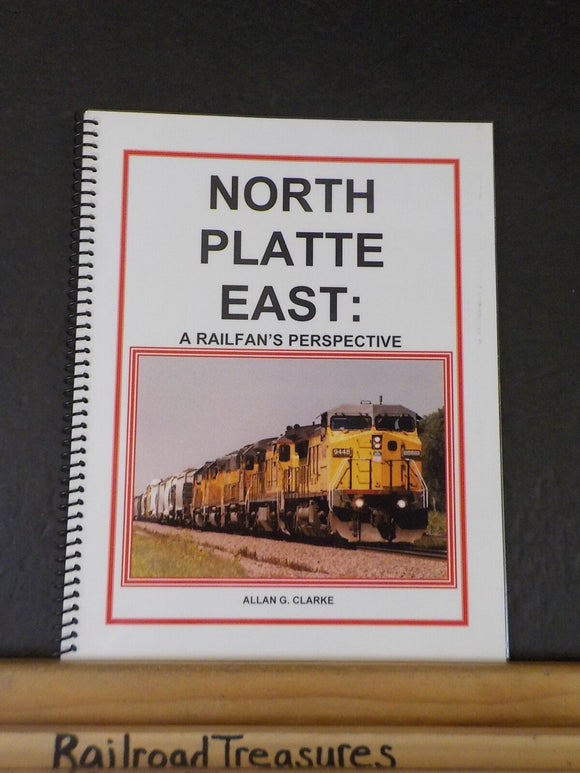 NORTH
PLATTE
EAST:
A RAILFAN'S PERSPECTIVE
9448
ALLAN G. CLARKE
RailroadTreasures